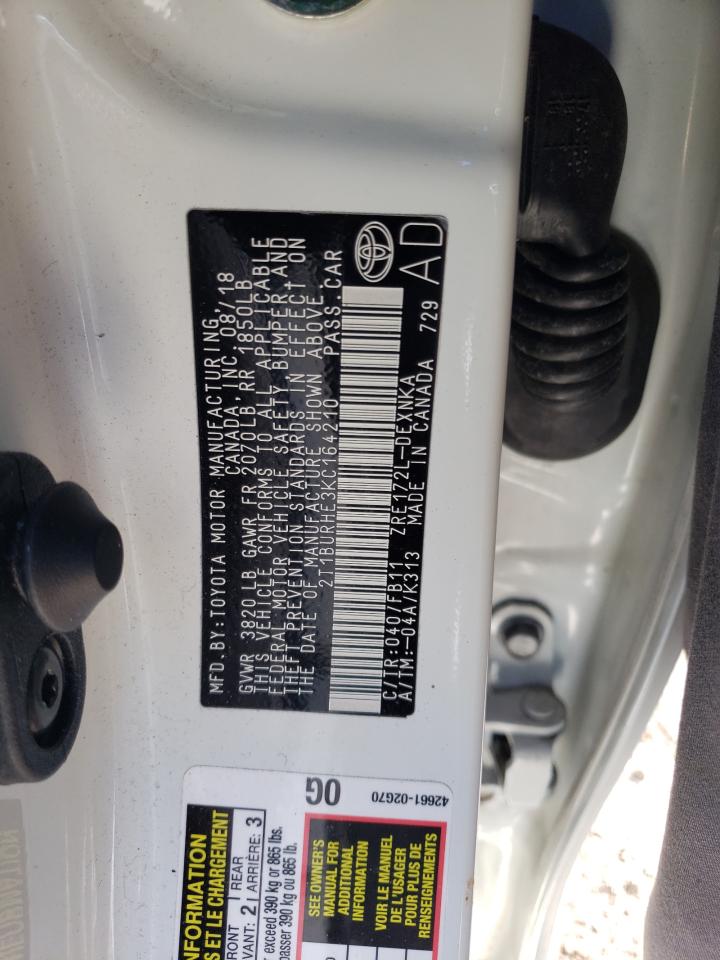 MFD.BY:TOYOTA MOTOR MANUFACTURING,
CANADA,INC. 08/18
GVWR 3820 LB GAWR FR 2070LB RR 1850LB
THIS VEHICLE CONFORMS TO ALL APPLICABLE
FEDERAL MOTOR VEHICLE SAFETY, BUMPER AND
THEFT PREVENTION STANDARDS IN EFFECT ON
THE DATE OF MANUFACTURE SHOWN ABOVE.
2T1BURHE3KC164210 PASS.CAR
C/TR:040/FB11 ZRE172L-DEXNKA
A/TM:-04A/K313 MADE IN CANADA 729
AD
INFORMATION
S ET LE CHARGEMENT
FRONT
AVANT: 2
REAR
ARRIÈRE: 3
exceed 390 kg or 865 lbs.
passer 390 kg ou 865 lb.
SEE OWNER'S
MANUAL FOR
ADDITIONAL
INFORMATION
VOIR LE MANUEL
DE L'USAGER
POUR PLUS DE
RENSEIGNEMENTS
0G
42661-02G70